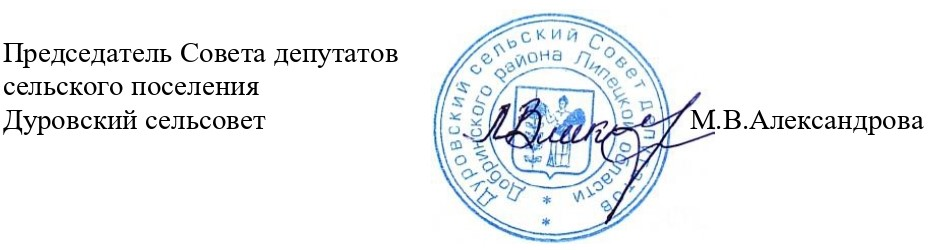 Председатель Совета депутатов
сельского поселения
Дуровский сельсовет
М.В.Александрова
Дуровский сельский Совет депутатов
Добринского района Липецкой области